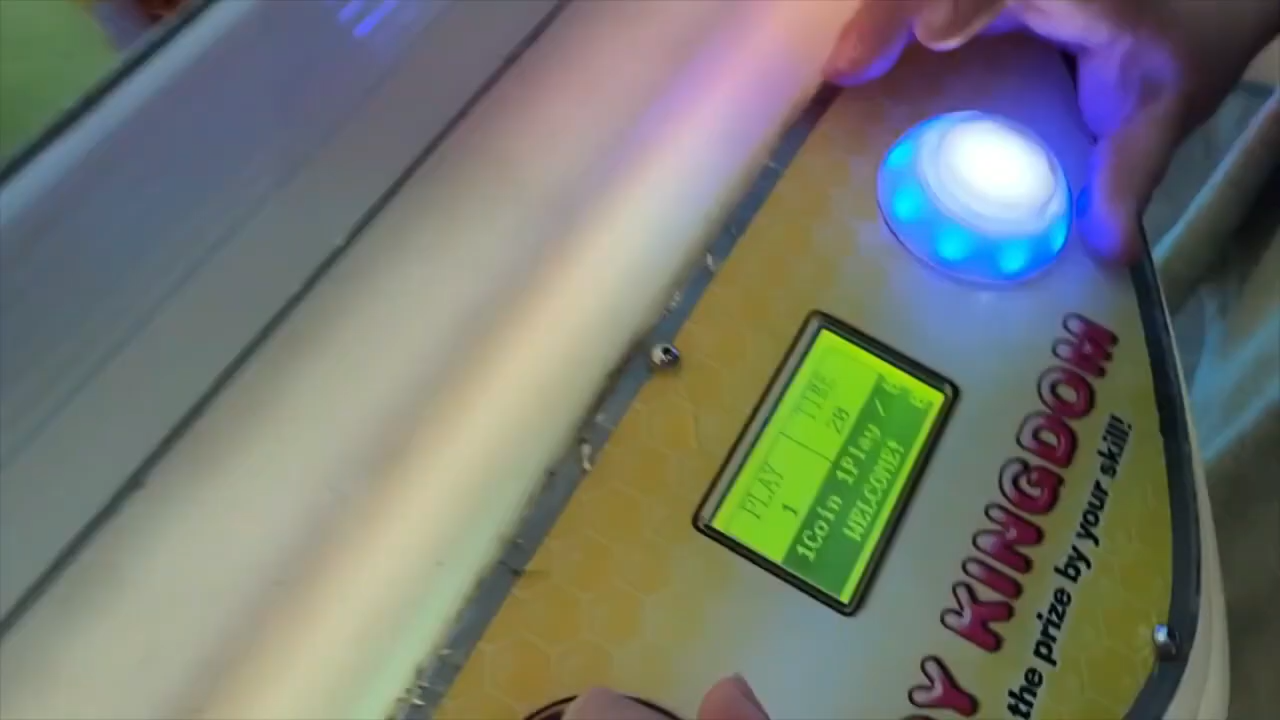 PLAY TIME
1 20
1Coin 1Play /
WELCOME!
Y KINGDOM
the prize by your skill!